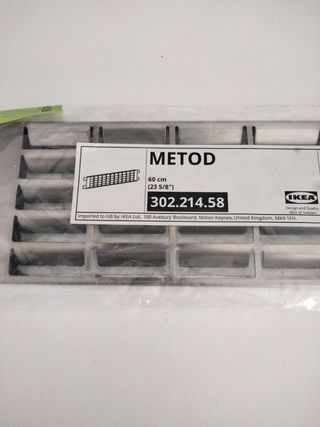 METOD
60 cm
(23 5/8")
302.214.58
IKEA
Design and Quality
IKEA of Sweden
Imported to GB by IKEA Ltd., 100 Avebury Boulevard, Milton Keynes, United Kingdom, MK9 1FH.